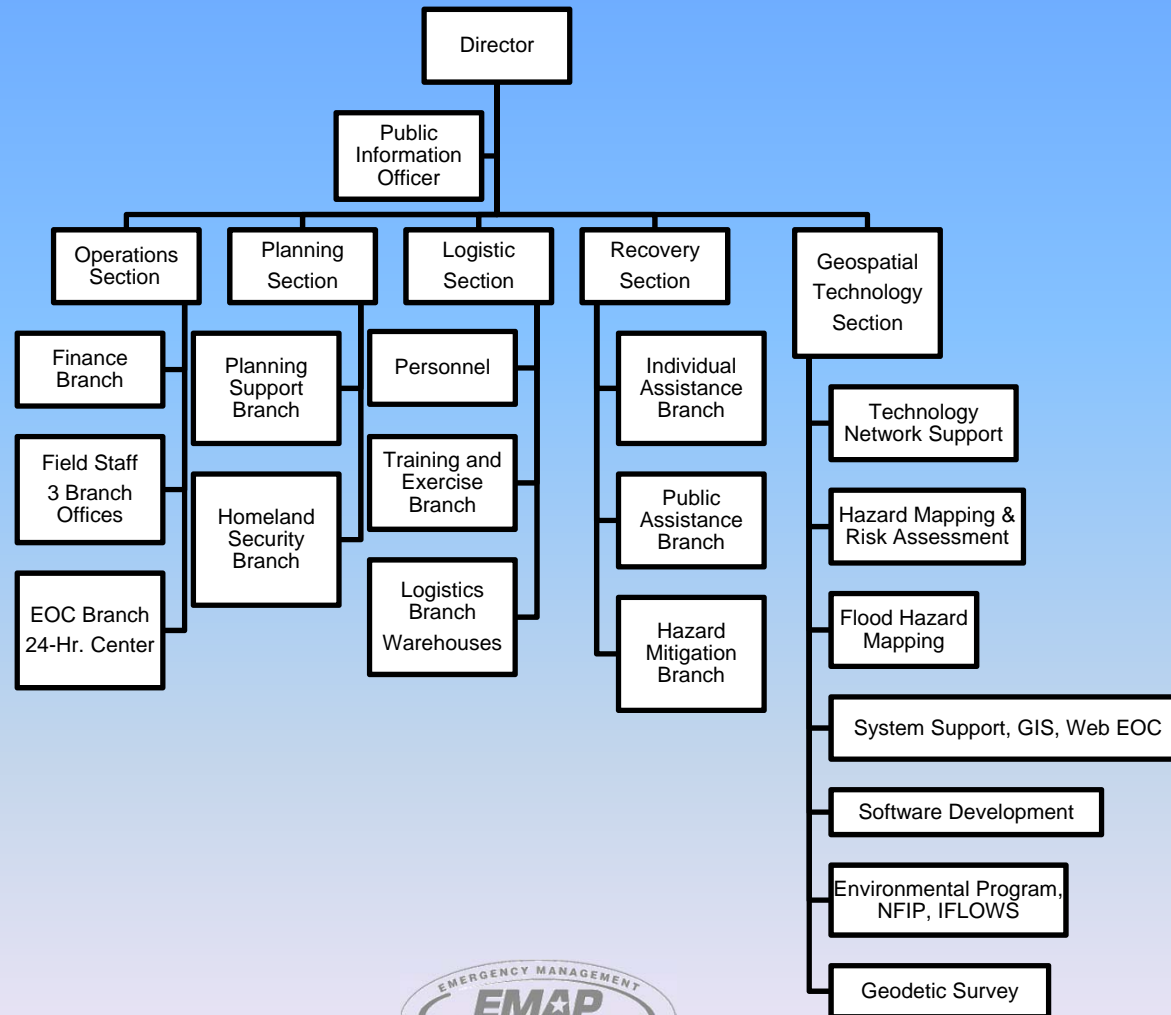 Director
Public
Information
Officer
Operations
Section
Planning
Section
Logistic
Section
Recovery
Section
Geospatial
Technology
Section
Finance
Branch
Field Staff
3 Branch
Offices
EOC Branch
24-Hr. Center
Planning
Support
Branch
Homeland
Security
Branch
Personnel
Training and
Exercise
Branch
Logistics
Branch
Warehouses
Individual
Assistance
Branch
Public
Assistance
Branch
Hazard
Mitigation
Branch
Technology
Network Support
Hazard Mapping &
Risk Assessment
Flood Hazard
Mapping
System Support, GIS, Web EOC
Software Development
Environmental Program,
NFIP, IFLOWS
Geodetic Survey
EMERGENCY MANAGEMENT
EMAP